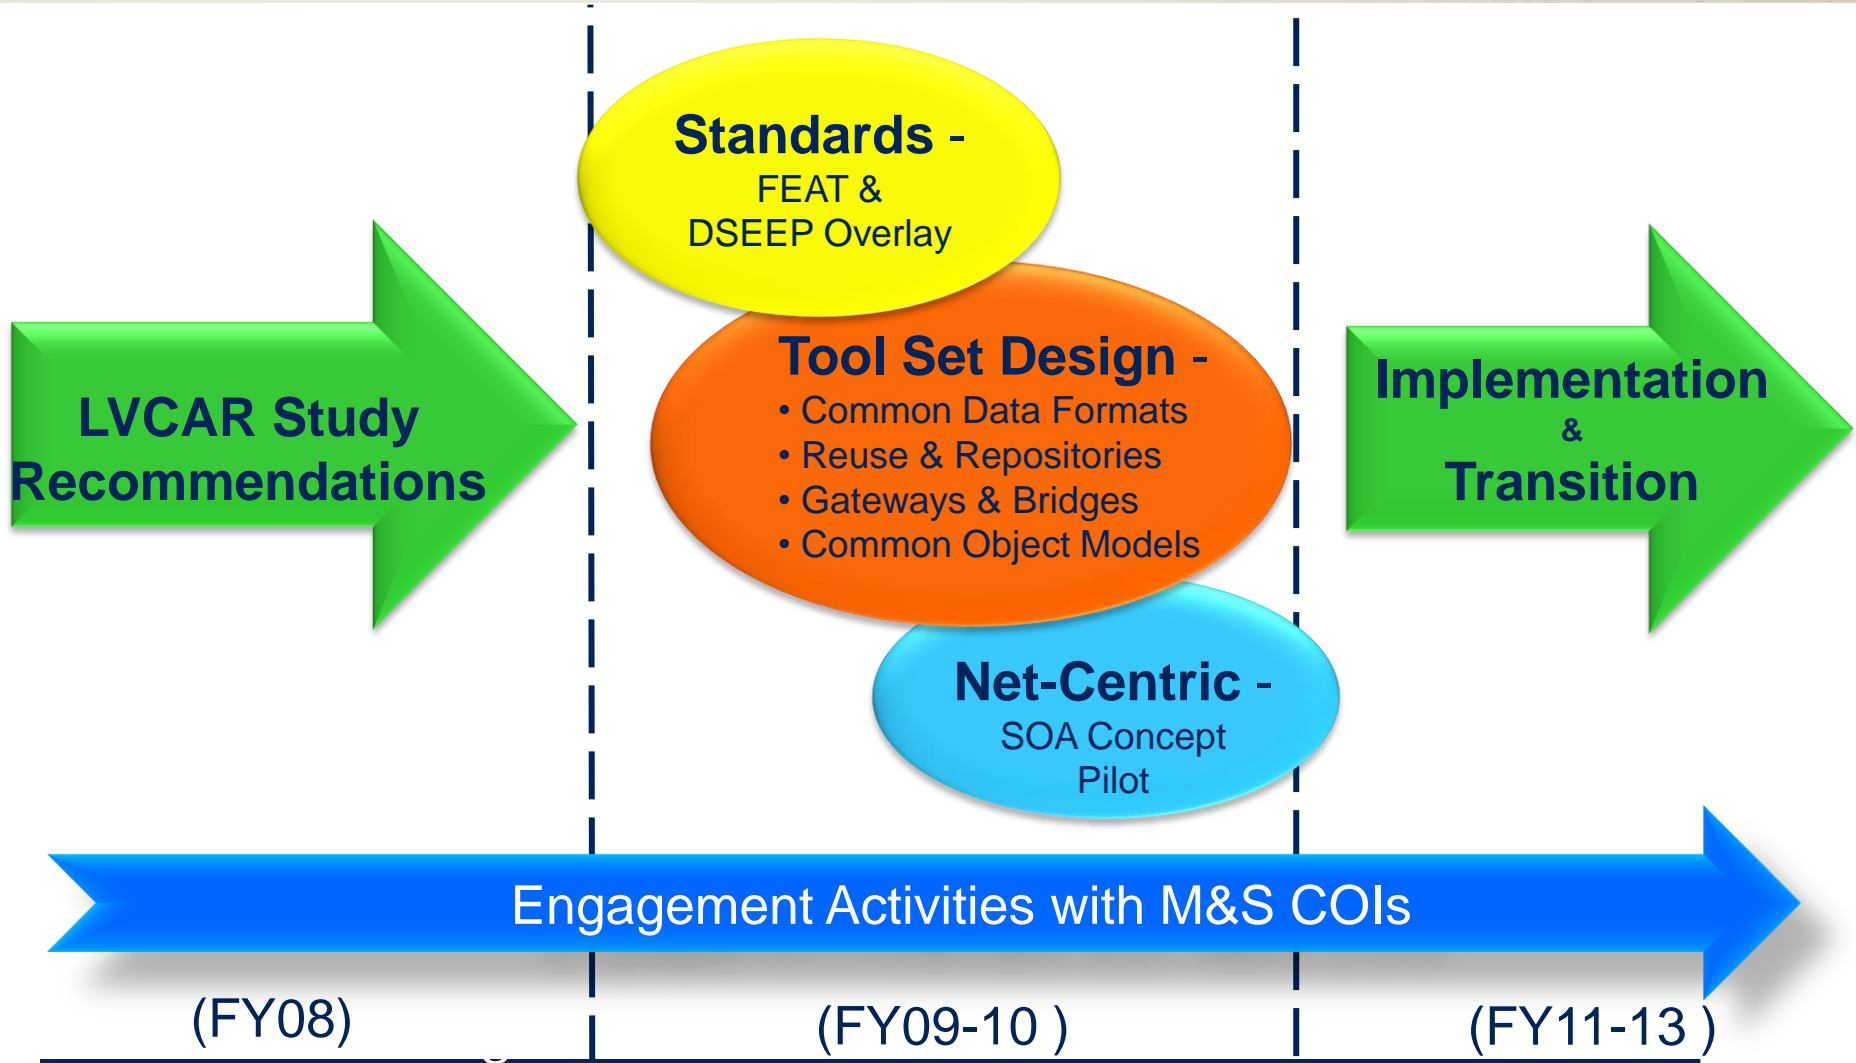 LVCAR Study
Recommendations
Standards -
FEAT &
DSEEP Overlay
Tool Set Design -
• Common Data Formats
• Reuse & Repositories
• Gateways & Bridges
• Common Object Models
Net-Centric -
SOA Concept
Pilot
Implementation
&
Transition
Engagement Activities with M&S COIs
(FY08)
(FY09-10 )
(FY11-13 )